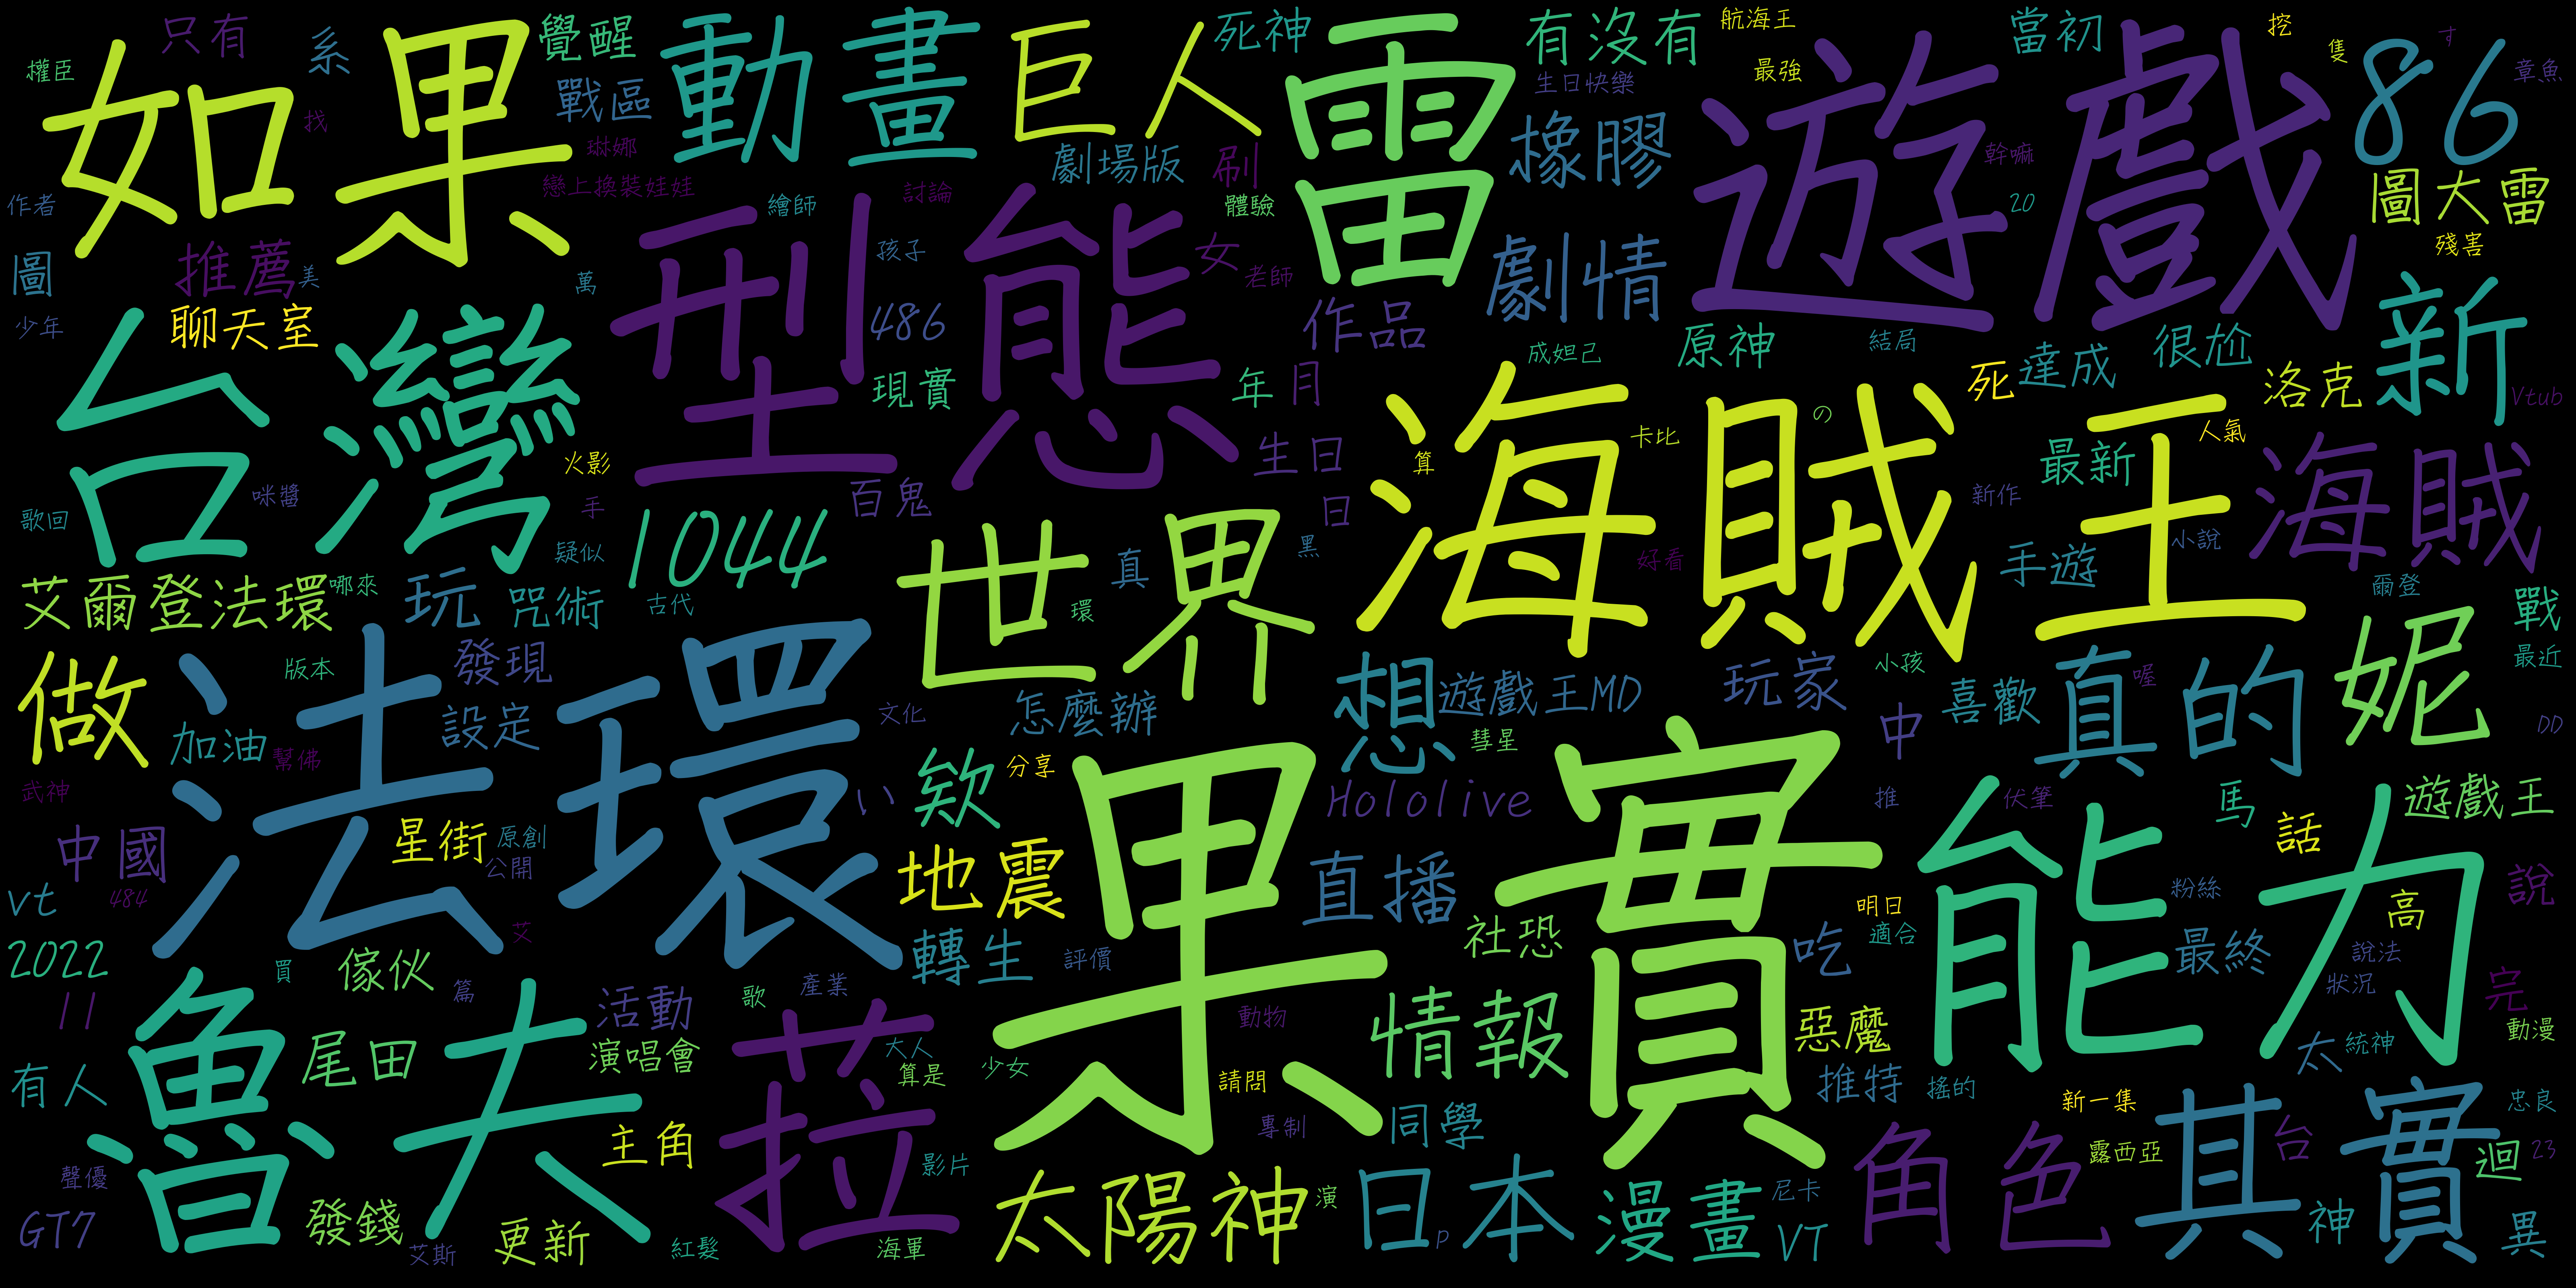 權臣
只有
系
覺醒
動畫
巨人
死神
雷
有沒有
航海王
當初
挖
隻
す
章魚
如果
找
戰區
琳娜
戀上換裝娃娃
劇場版
刷
生日快樂
最強
橡膠
遊戲
幹嘛
86
作者
推薦
美
萬
繪師
討論
體驗
20
圖大雷
殘害
圖
少年
聊天室
型態
孩子
女
老師
486
作品
劇情
原神
成妲己
結局
死
達成
很尬
洛克
新
Vtub
台灣
火影
手
歌回
咪醬
疑似
現實
年
月
生日
日
百鬼
1044
古代
算
卡比
の
海賊王
好看
最新
人氣
新作
小說
手遊
海賊
爾登
艾爾登法環
哪來
玩
咒術
世界
真
黑
環
戰
最近
做
版本
發現
設定
加油
幫佛
武神
法環
文化
怎麼辦
想
遊戲王MD
彗星
玩家
小孩
中
喜歡
真的
喔
妮
DD
中國
星街
原創
公開
い
欸
分享
Hololive
推
伏筆
馬
話
遊戲王
vt
484
艾
地震
果實
直播
社恐
明日
適合
吃
能力
粉絲
高
說
2022
11
買
傢伙
篇
轉生
評價
最終
說法
狀況
完
有人
魯夫
尾田
活動
歌
產業
演唱會
大人
算是
少女
動物
情報
惡魔
推特
搖的
太
統神
動漫
主角
菈
影片
請問
專制
同學
新一集
忠良
聲優
GT7
發錢
艾斯
更新
紅髮
海軍
太陽神
演
日本
P
漫畫
尼卡
VT
角色
露西亞
其實
台
神
迴
23
異